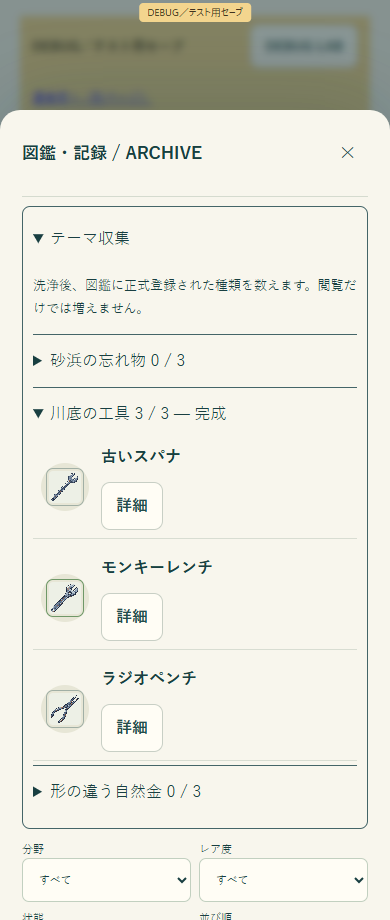 DEBUG／テスト用セーブ
図鑑・記録 / ARCHIVE
▼ テーマ収集
洗浄後、図鑑に正式登録された種類を数えます。閲覧だ
けでは増えません。
▶ 砂浜の忘れ物 0 / 3
▼ 川底の工具 3 / 3 — 完成
古いスパナ
詳細
モンキーレンチ
詳細
ラジオペンチ
詳細
▶ 形の違う自然金 0 / 3
分野 レア度
すべて すべて
状態 並び順